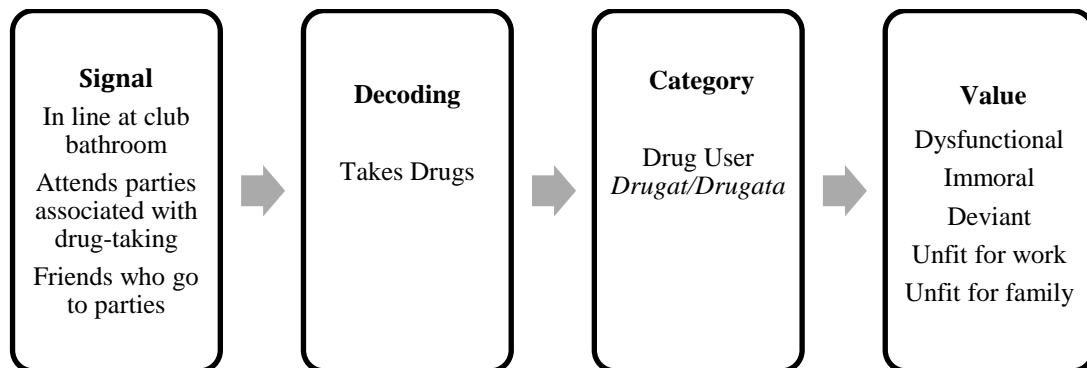 Signal
In line at club
bathroom
Attends parties
associated with
drug-taking
Friends who go
to parties
Decoding
Takes Drugs
Category
Drug User
Drugat/Drugata
Value
Dysfunctional
Immoral
Deviant
Unfit for work
Unfit for family